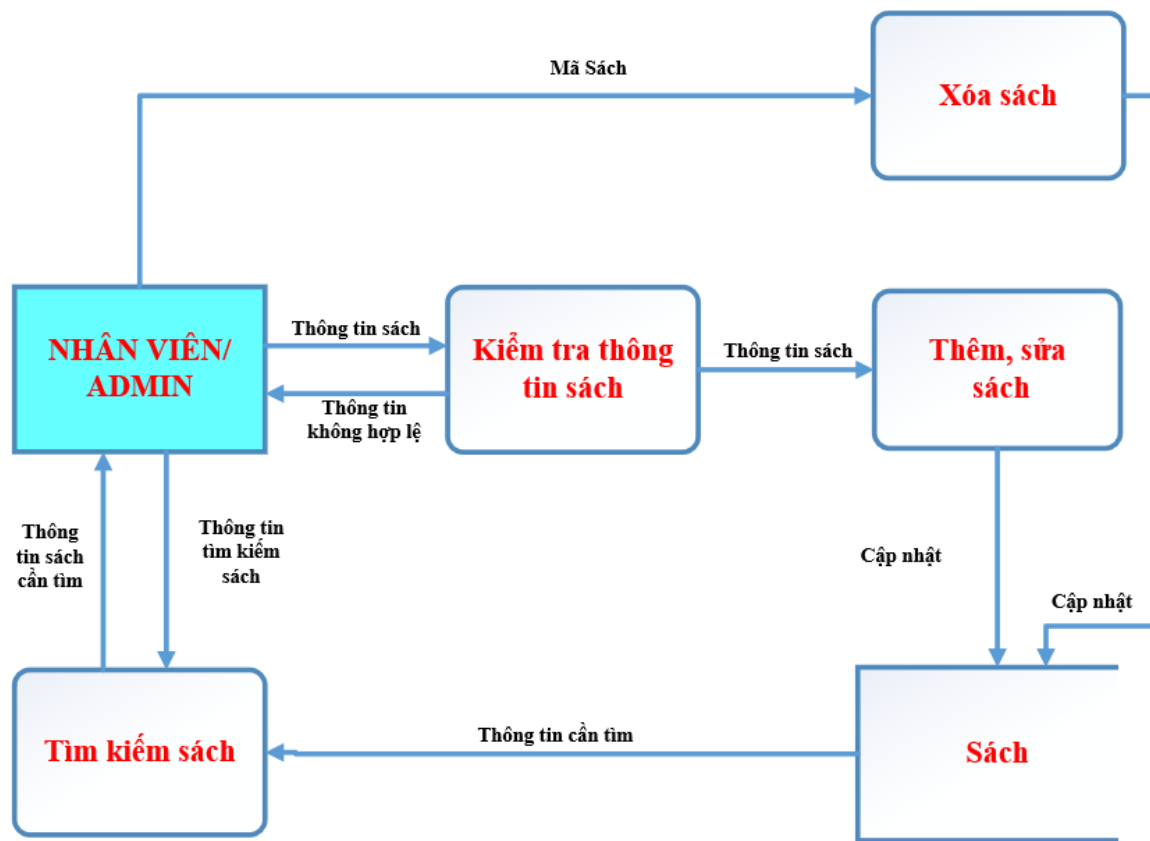 Mã Sách
Xóa sách
NHÂN VIÊN/
ADMIN
Thông tin sách
Thông tin
không hợp lệ
Kiểm tra thông
tin sách
Thông tin sách
Thêm, sửa
sách
Thông
tin sách
cần tìm
Thông tin
tìm kiếm
sách
Cập nhật
Cập nhật
Tìm kiếm sách
Thông tin cần tìm
Sách